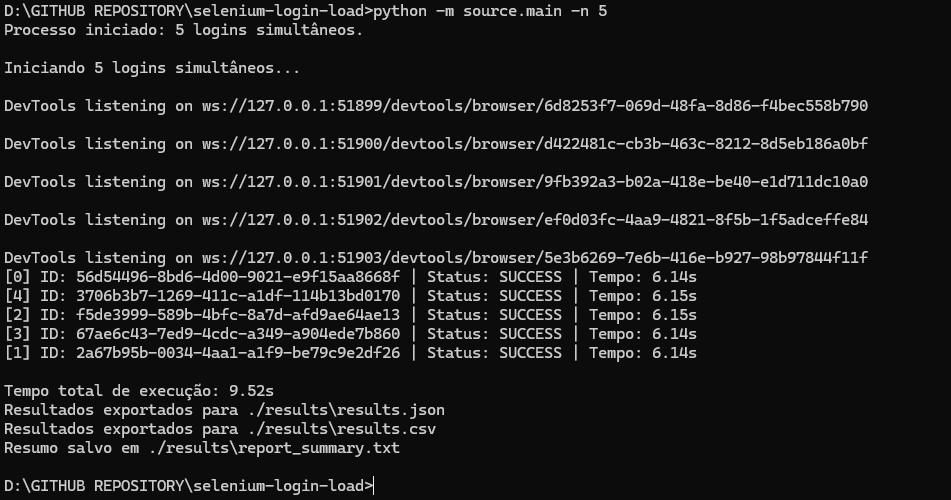 D:\GITHUB REPOSITORY\selenium-login-load>python -m source.main -n 5
Processo iniciado: 5 logins simultâneos.
Iniciando 5 logins simultâneos...
DevTools listening on ws://127.0.0.1:51899/devtools/browser/6d8253f7-069d-48fa-8d86-f4bec558b790
DevTools listening on ws://127.0.0.1:51900/devtools/browser/d422481c-cb3b-463c-8212-8d5eb186a0bf
DevTools listening on ws://127.0.0.1:51901/devtools/browser/9fb392a3-b02a-418e-be40-e1d711dc10a0
DevTools listening on ws://127.0.0.1:51902/devtools/browser/ef0d03fc-4aa9-4821-8f5b-1f5adceffe84
DevTools listening on ws://127.0.0.1:51903/devtools/browser/5e3b6269-7e6b-416e-b927-98b97844f11f
[0] ID: 56d54496-8bd6-4d00-9021-e9f15aa8668f | Status: SUCCESS | Tempo: 6.14s
[4] ID: 3706b3b7-1269-411c-a1df-114b13bd0170 | Status: SUCCESS | Tempo: 6.15s
[2] ID: f5de3999-589b-4bfc-8a7d-afd9ae64ae13 | Status: SUCCESS | Tempo: 6.15s
[3] ID: 67ae6c43-7ed9-4cdc-a349-a904ede7b860 | Status: SUCCESS | Tempo: 6.14s
[1] ID: 2a67b95b-0034-4aa1-a1f9-be79c9e2df26 | Status: SUCCESS | Tempo: 6.14s
Tempo total de execução: 9.52s
Resultados exportados para ./results\results.json
Resultados exportados para ./results\results.csv
Resumo salvo em ./results\report_summary.txt
D:\GITHUB REPOSITORY\selenium-login-load>